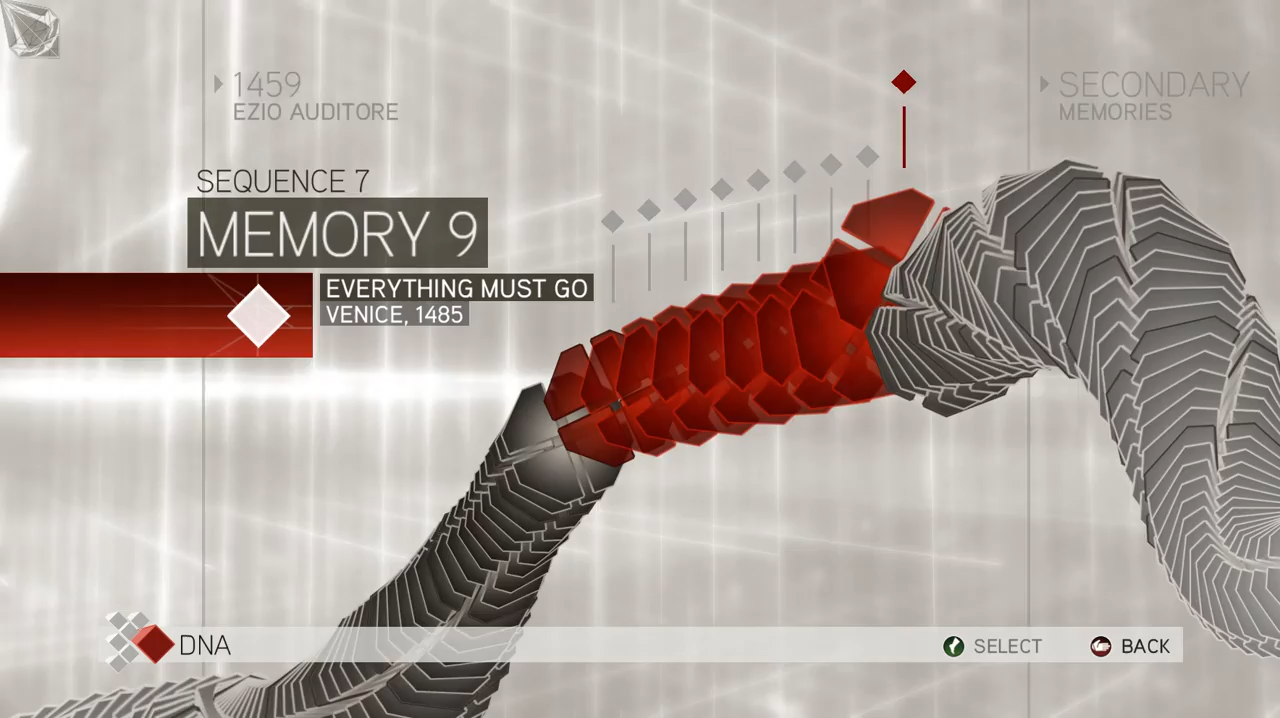 1459
EZIO AUDITORE
SECONDARY
MEMORIES
SEQUENCE 7
MEMORY 9
EVERYTHING MUST GO
VENICE, 1485
DNA
SELECT
BACK